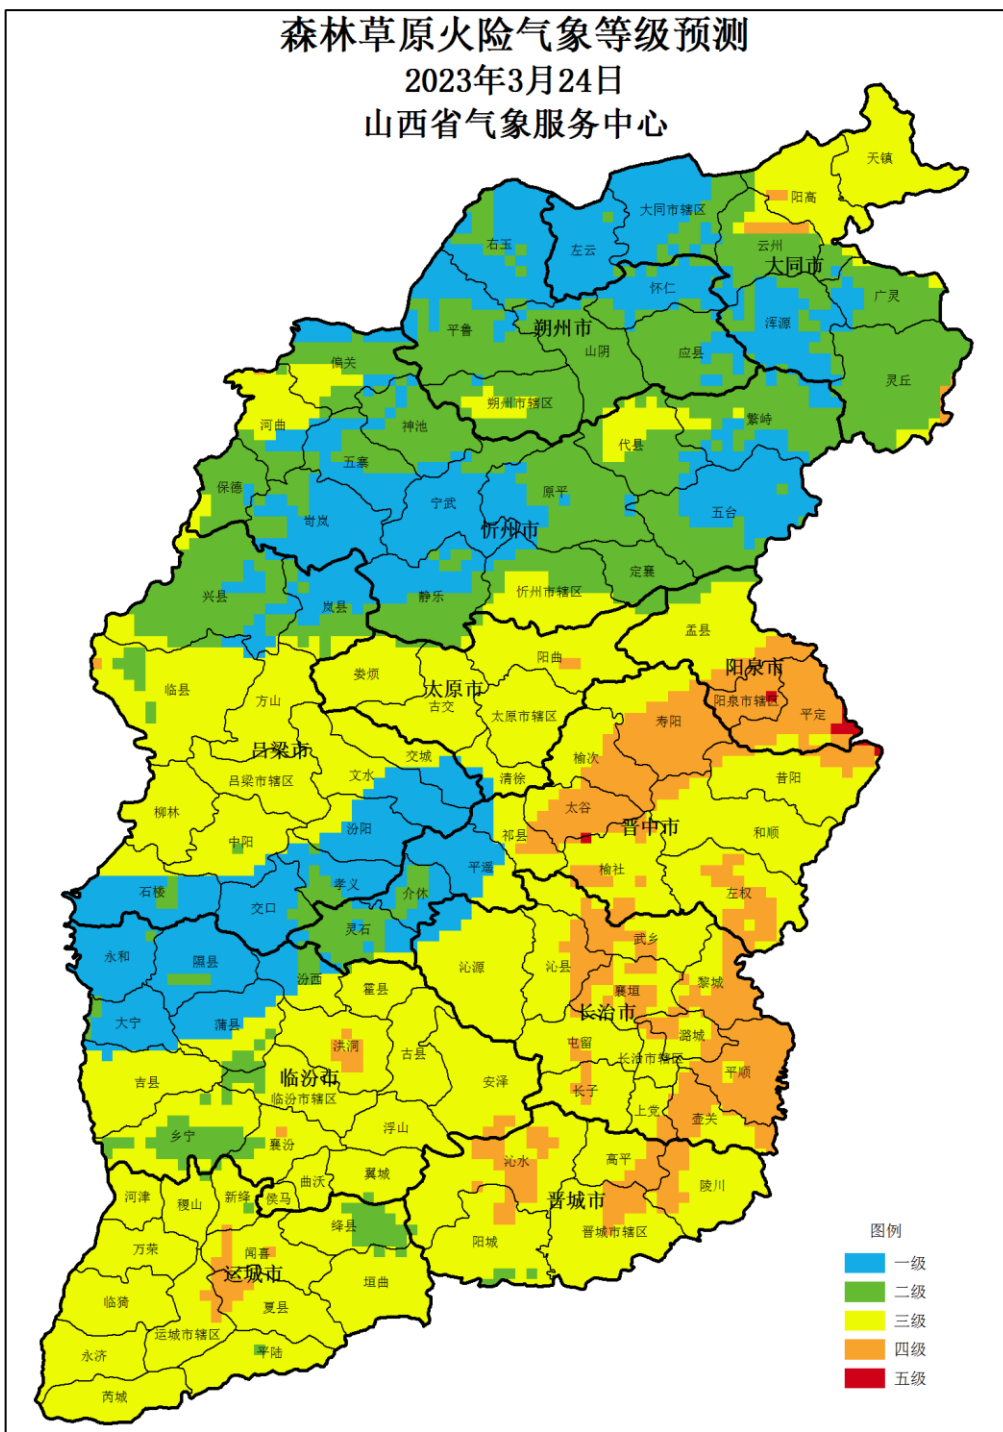 森林草原火险气象等级预测
2023年3月24日
山西省气象服务中心
天镇
阳高
大同市辖区
右玉
左云
云州
大同市
怀仁
广灵
浑源
平鲁
朔州市
山阴
应县
偏关
灵丘
朔州市辖区
河曲
神池
代县
繁峙
五寨
保德
原平
宁武
五台
岢岚
忻州市
定襄
静乐
忻州市辖区
兴县
岚县
盂县
阳曲
阳泉市
娄烦
太原市
临县
方山
古交
阳泉市辖区
平定
太原市辖区
寿阳
吕梁市
交城
榆次
吕梁市辖区
文水
清徐
昔阳
柳林
太谷
汾阳
晋中市
和顺
中阳
祁县
平遥
榆社
孝义
介休
石楼
左权
交口
灵石
武乡
永和
隰县
沁源
沁县
汾西
霍县
黎城
襄垣
大宁
蒲县
长治市
潞城
洪洞
屯留
古县
长治市辖区
平顺
临汾市
吉县
安泽
长子
临汾市辖区
上党
壶关
浮山
乡宁
襄汾
沁水
高平
翼城
曲沃
陵川
河津
稷山
新绛
侯马
晋城市
绛县
晋城市辖区
万荣
阳城
闻喜
运城市
垣曲
临猗
夏县
运城市辖区
平陆
永济
芮城
图例
一级
二级
三级
四级
五级